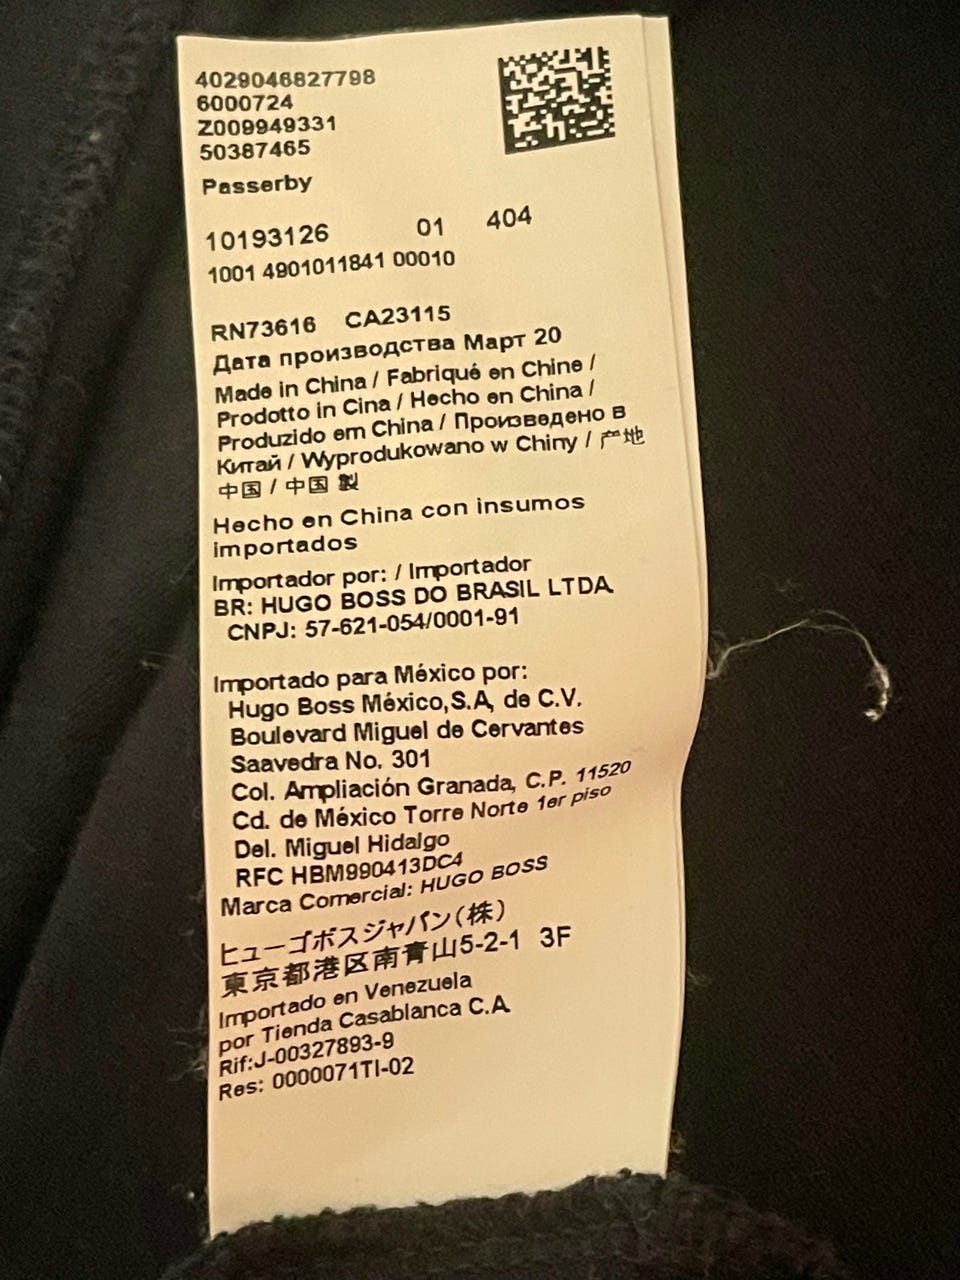 4029046827798
6000724
Z009949331
50387465
Passerby
10193126 01 404
1001 4901011841 00010
RN73616 CA23115
Дата производства Март 20
Made in China / Fabriqué en Chine /
Prodotto in Cina / Hecho en China /
Produzido em China / Произведено в
Китай / Wyprodukowano w Chiny / 产地
中国 / 中国 製
Hecho en China con insumos
importados
Importador por: / Importador
BR: HUGO BOSS DO BRASIL LTDA.
CNPJ: 57-621-054/0001-91
Importado para México por:
Hugo Boss México,S.A, de C.V.
Boulevard Miguel de Cervantes
Saavedra No. 301
Col. Ampliación Granada, C.P. 11520
Cd. de México Torre Norte 1er piso
Del. Miguel Hidalgo
RFC HBM990413DC4
Marca Comercial: HUGO BOSS
ヒューゴボスジャパン(株)
東京都港区南青山5-2-1 3F
Importado en Venezuela
por Tienda Casablanca C.A.
Rif:J-00327893-9
Res: 0000071TI-02